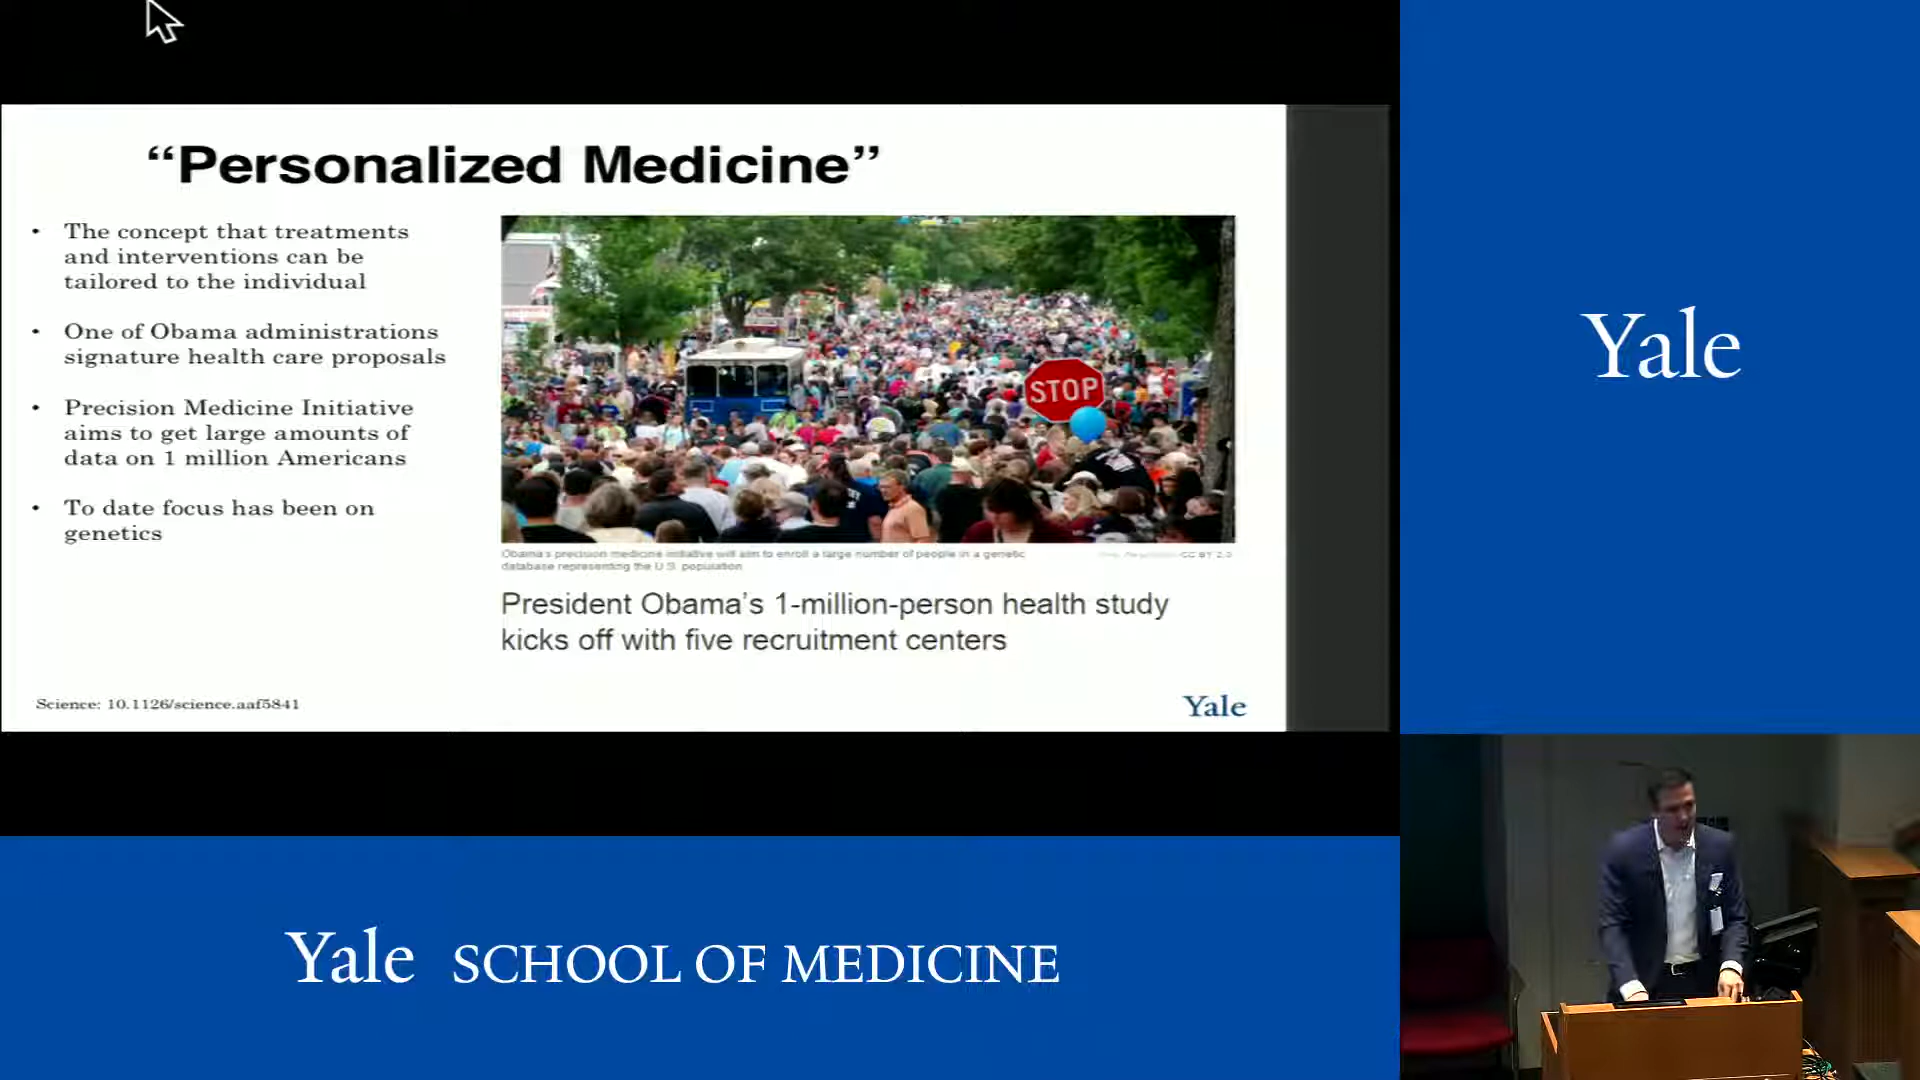 “Personalized Medicine”
• The concept that treatments
and interventions can be
tailored to the individual
• One of Obama administrations
signature health care proposals
• Precision Medicine Initiative
aims to get large amounts of
data on 1 million Americans
• To date focus has been on
genetics
STOP
Obama's precision medicine initiative will aim to enroll a large number of people in a genetic
database representing the U.S. population
CC BY 2.0
President Obama’s 1-million-person health study
kicks off with five recruitment centers
Science: 10.1126/science.aaf5841
Yale
Yale
Yale SCHOOL OF MEDICINE